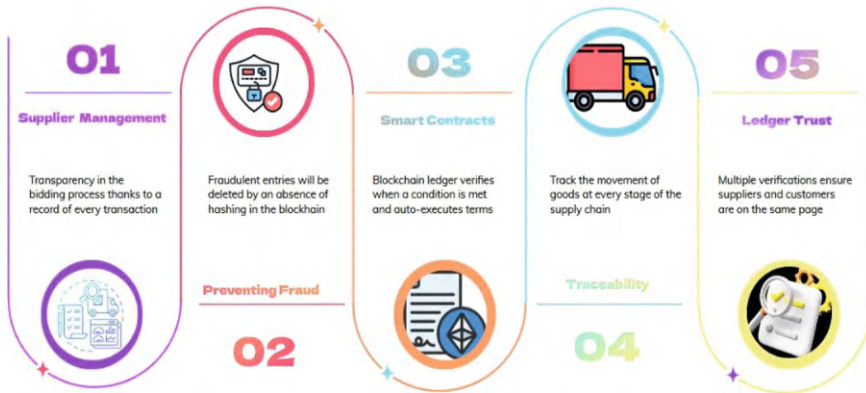 01
Supplier Management
Transparency in the
bidding process thanks to a
record of every transaction
Fraudulent entries will be
deleted by an absence of
hashing in the blockhain
Preventing Fraud
02
03
Smart Contracts
Blockchain ledger verifies
when a condition is met
and auto-executes terms
Track the movement of
goods at every stage of the
supply chain
Traceability
04
05
Ledger Trust
Multiple verifications ensure
suppliers and customers
are on the same page